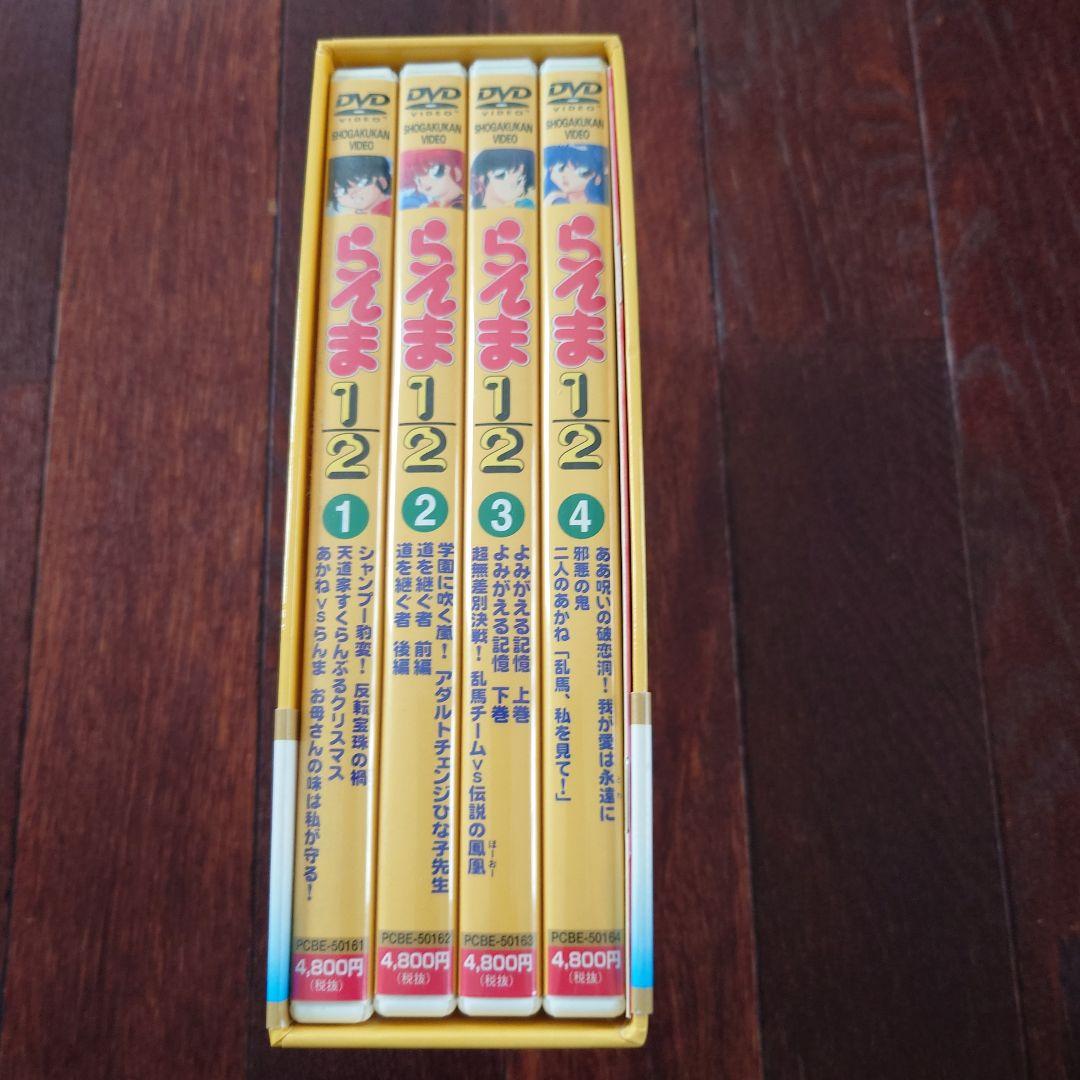 DVD
VIDEO
SHOGAKUKAN
VIDEO
らんま
1/2
1
シャンプー豹変！反転宝珠の禍
天道家すくらんぶるクリスマス
あかねvsらんま お母さんの味は私が守る！
PCBE-50161
4,800円
(税抜)
DVD
VIDEO
SHOGAKUKAN
VIDEO
らんま
1/2
2
学園に吹く嵐！ アダルトチェンジひな子先生
道を継ぐ者 前編
道を継ぐ者 後編
PCBE-50162
4,800円
(税抜)
DVD
VIDEO
SHOGAKUKAN
VIDEO
らんま
1/2
3
よみがえる記憶 上巻
よみがえる記憶 下巻
超無差別決戦！ 乱馬チームvs伝説の鳳凰
ほーおー
PCBE-50163
4,800円
(税抜)
DVD
VIDEO
SHOGAKUKAN
VIDEO
らんま
1/2
4
ああ呪いの破恋洞！我が愛は永遠に
とわ
邪悪の鬼
二人のあかね「乱馬、私を見て！」
PCBE-50164
4,800円
(税抜)